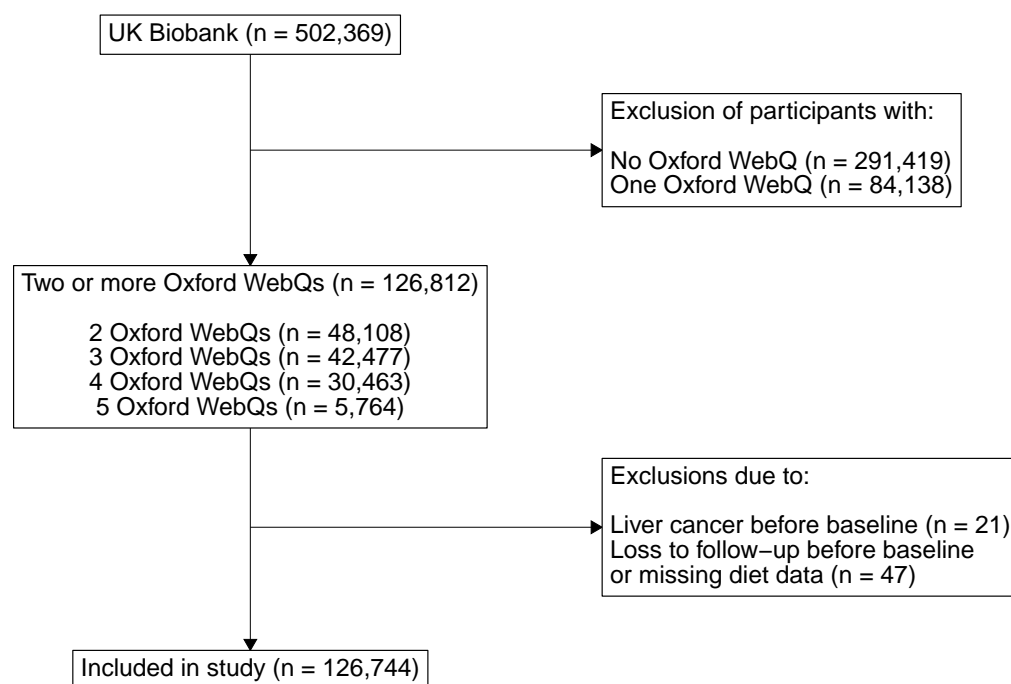 UK Biobank (n = 502,369)
Exclusion of participants with:
No Oxford WebQ (n = 291,419)
One Oxford WebQ (n = 84,138)
Two or more Oxford WebQs (n = 126,812)
2 Oxford WebQs (n = 48,108)
3 Oxford WebQs (n = 42,477)
4 Oxford WebQs (n = 30,463)
5 Oxford WebQs (n = 5,764)
Exclusions due to:
Liver cancer before baseline (n = 21)
Loss to follow−up before baseline
or missing diet data (n = 47)
Included in study (n = 126,744)